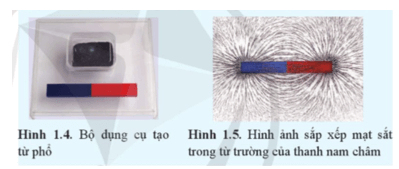 Hình 1.4. Bộ dụng cụ tạo
từ phổ
Hình 1.5. Hình ảnh sắp xếp mạt sắt
trong từ trường của thanh nam châm